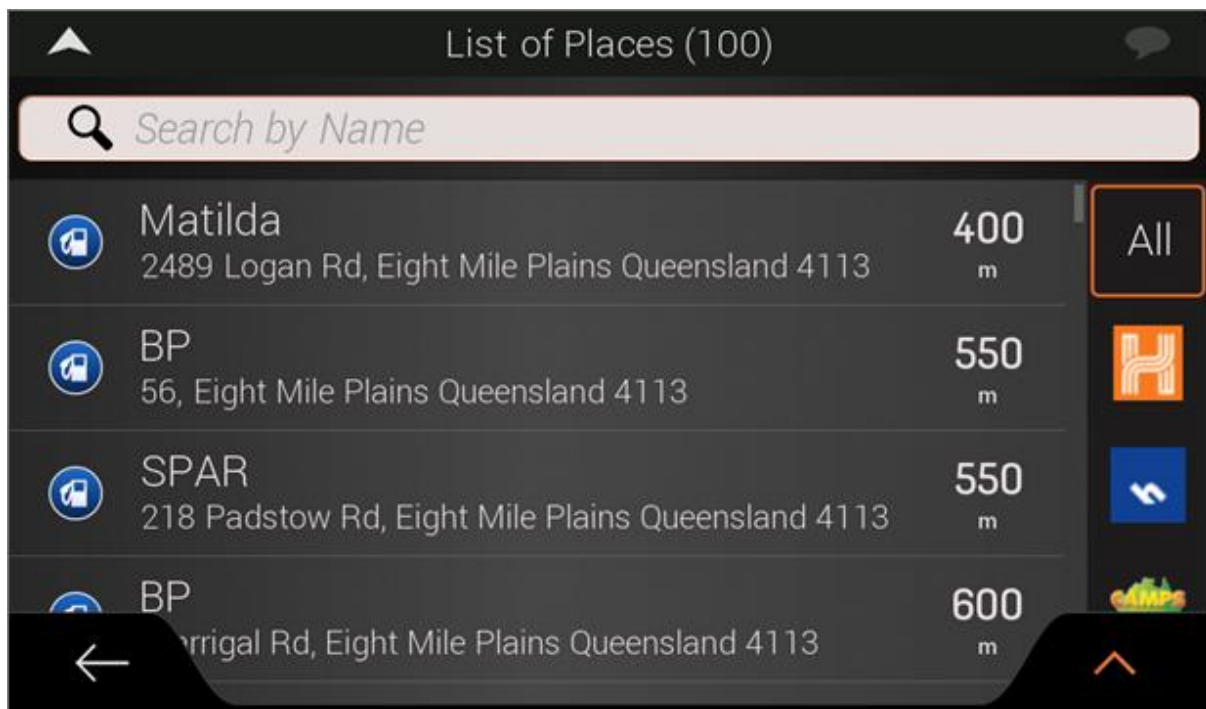 List of Places (100)
Search by Name
Matilda
400
2489 Logan Rd, Eight Mile Plains Queensland 4113
m
All
BP
550
56, Eight Mile Plains Queensland 4113
m
SPAR
550
218 Padstow Rd, Eight Mile Plains Queensland 4113
m
BP
600
Rd, Eight Mile Plains Queensland 4113
m
CAMPS